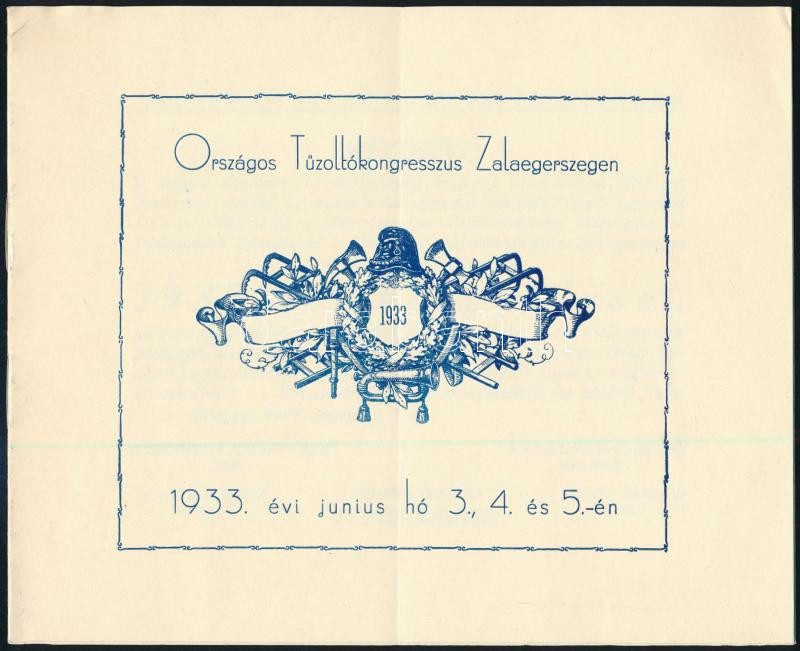 Országos Tűzoltókongresszus Zalaegerszegen
1933
1933. évi junius hó 3., 4. és 5.-én